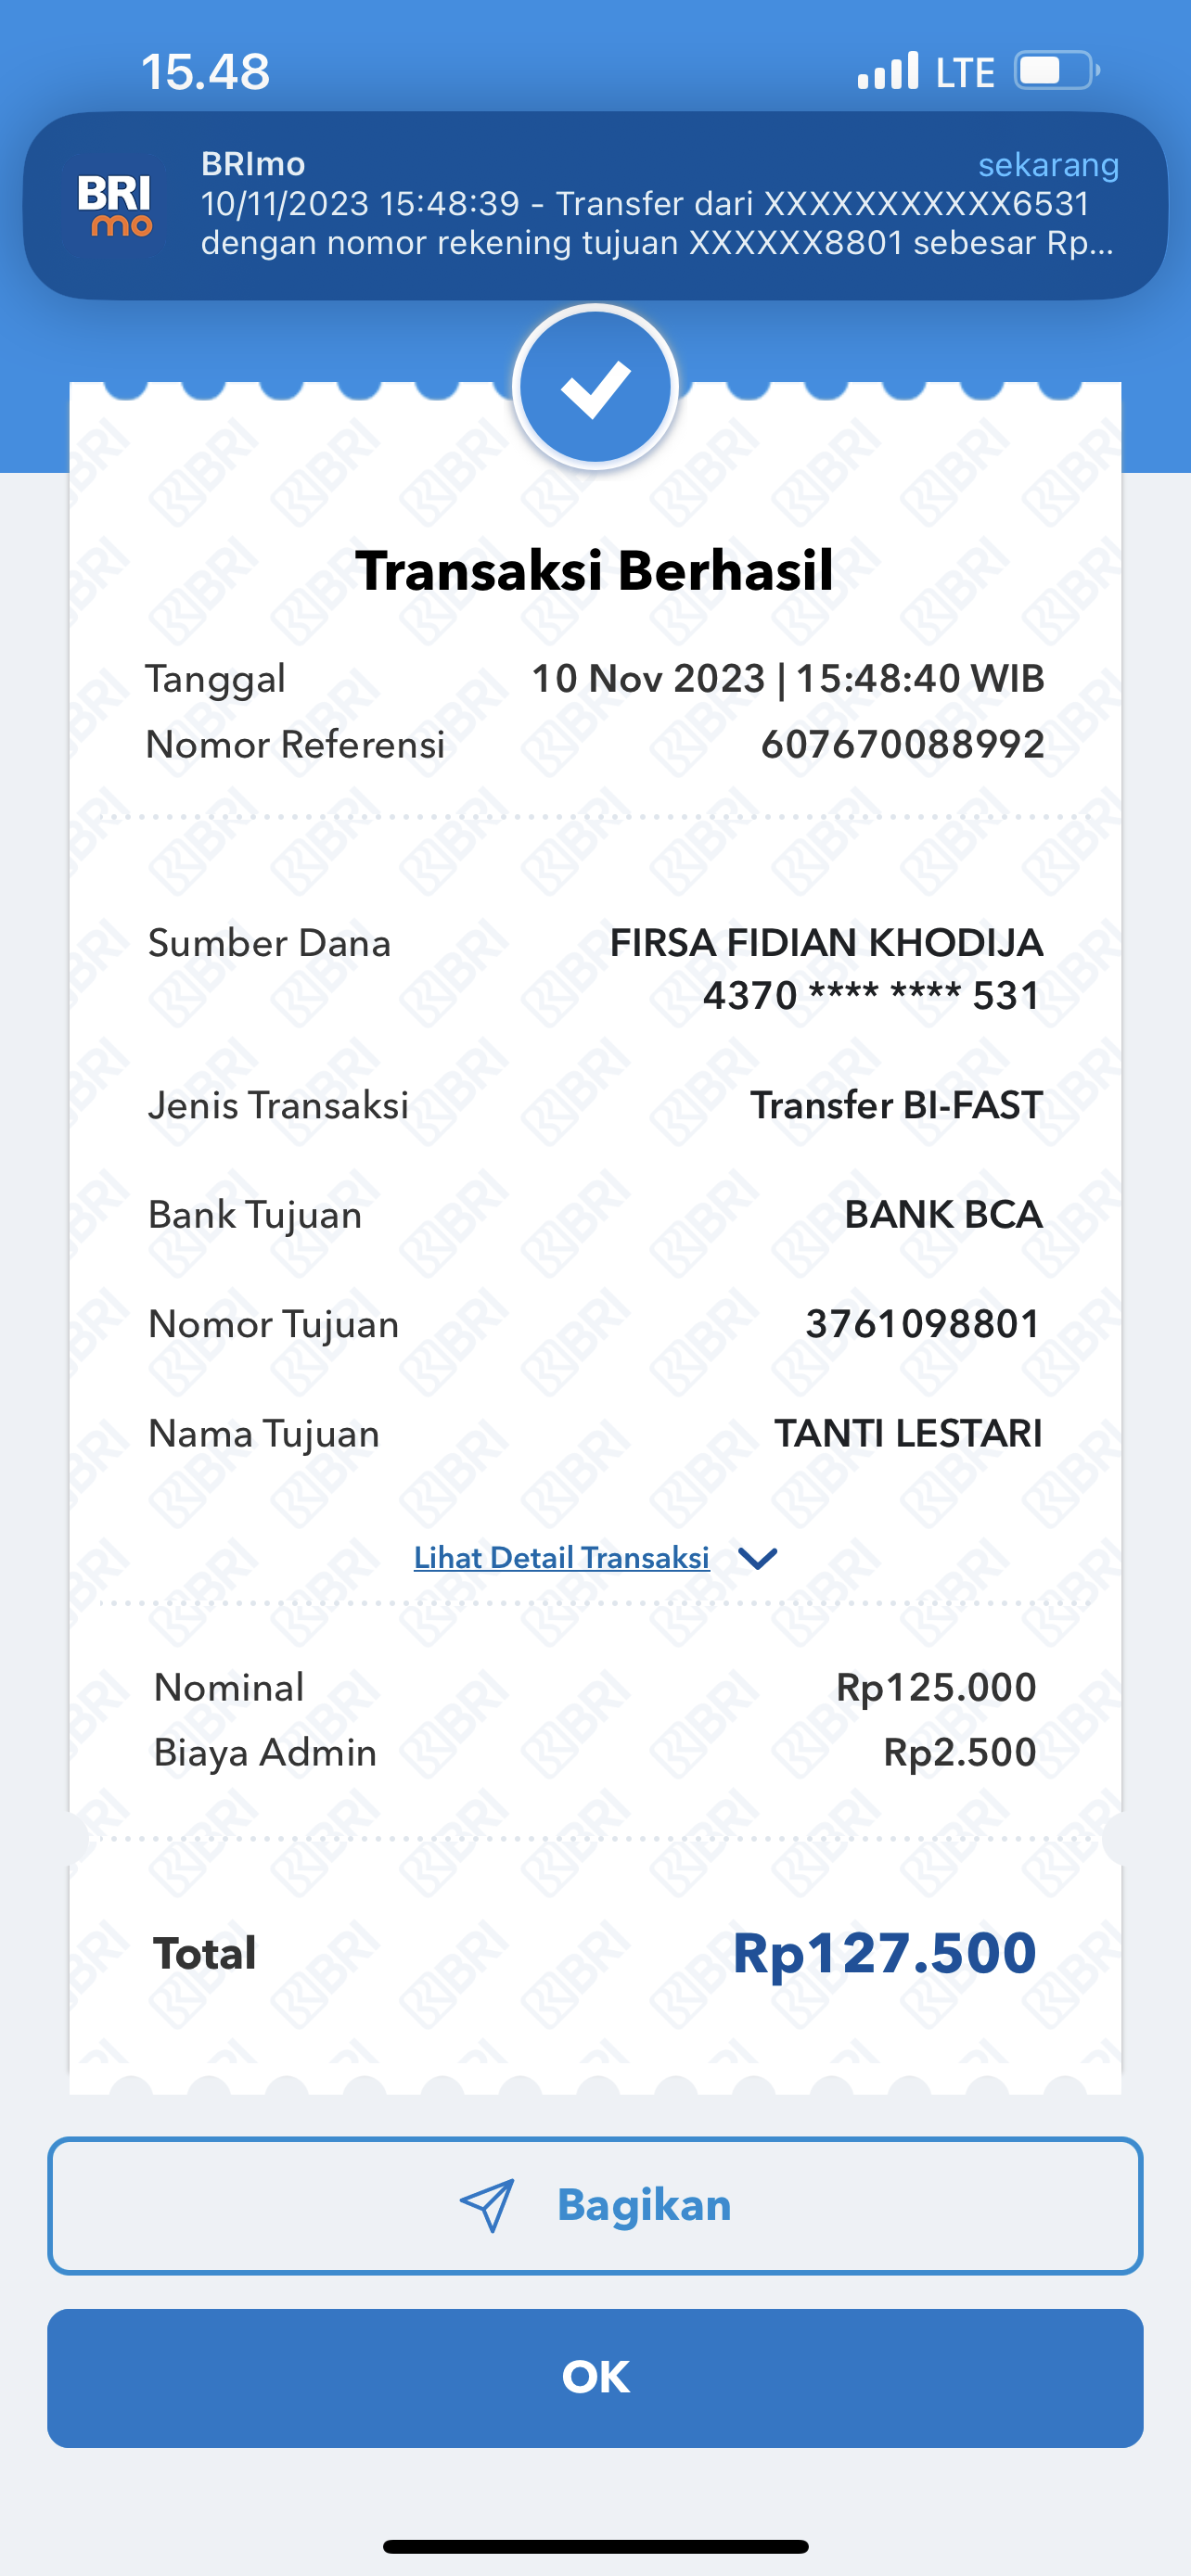 15.48
LTE
BRImo
sekarang
BRI
mo
10/11/2023 15:48:39 - Transfer dari XXXXXXXXXXX6531
dengan nomor rekening tujuan XXXXXX8801 sebesar Rp...
Transaksi Berhasil
Tanggal 10 Nov 2023 | 15:48:40 WIB
Nomor Referensi 607670088992
Sumber Dana FIRSA FIDIAN KHODIJA
4370 **** **** 531
Jenis Transaksi Transfer BI-FAST
Bank Tujuan BANK BCA
Nomor Tujuan 3761098801
Nama Tujuan TANTI LESTARI
Lihat Detail Transaksi
Nominal Rp125.000
Biaya Admin Rp2.500
Total Rp127.500
Bagikan
OK